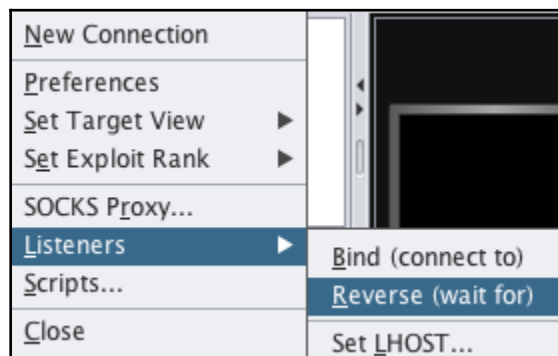 New Connection
Preferences
Set Target View
Set Exploit Rank
SOCKS Proxy...
Listeners
Scripts...
Close
Bind (connect to)
Reverse (wait for)
Set LHOST...